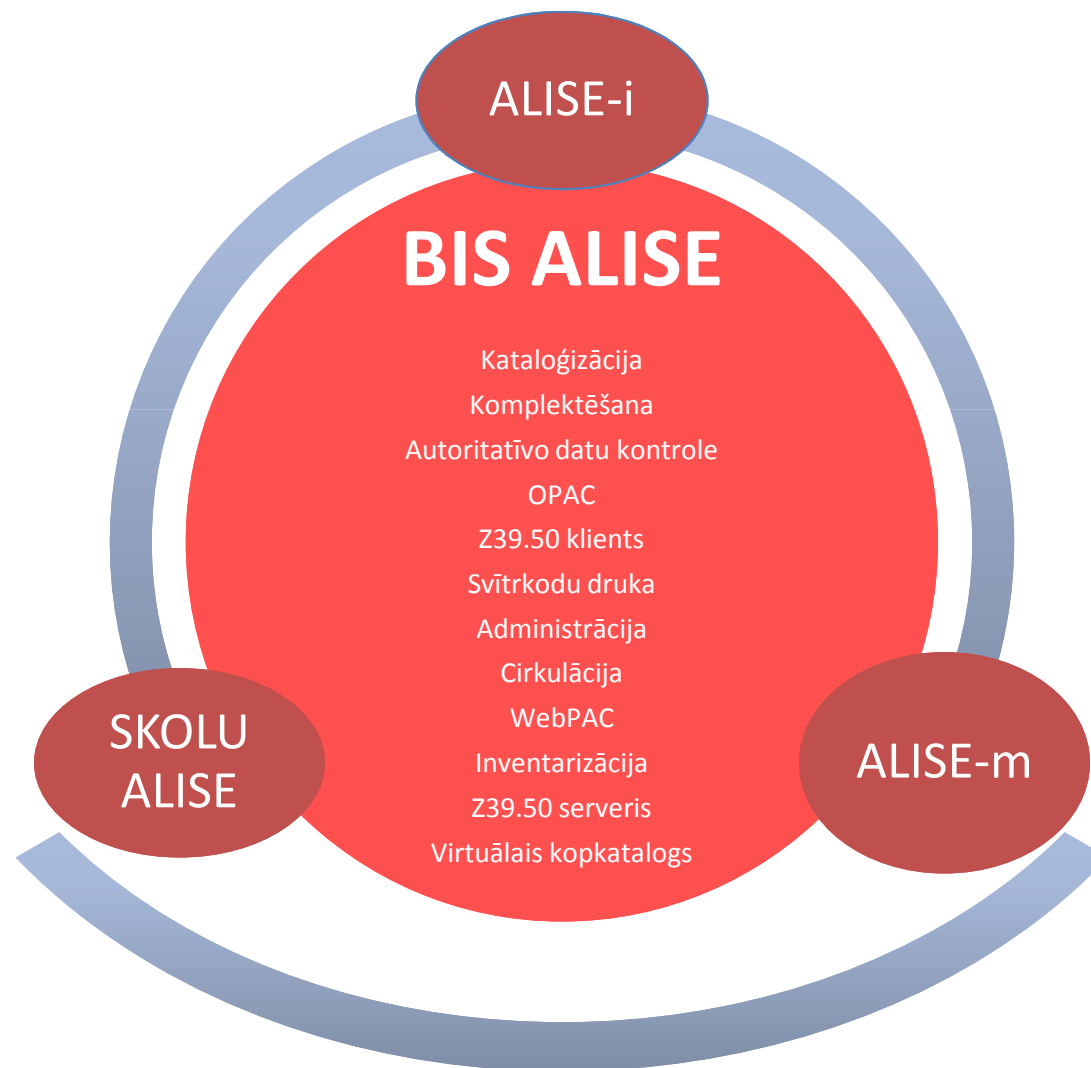 ALISE-i
BIS ALISE
Kataloģizācija
Komplektēšana
Autoritatīvo datu kontrole
OPAC
Z39.50 klients
Svītrkodu druka
Administrācija
Cirkulācija
WebPAC
Inventarizācija
Z39.50 serveris
Virtuālais kopkatalogs
SKOLU
ALISE
ALISE-m